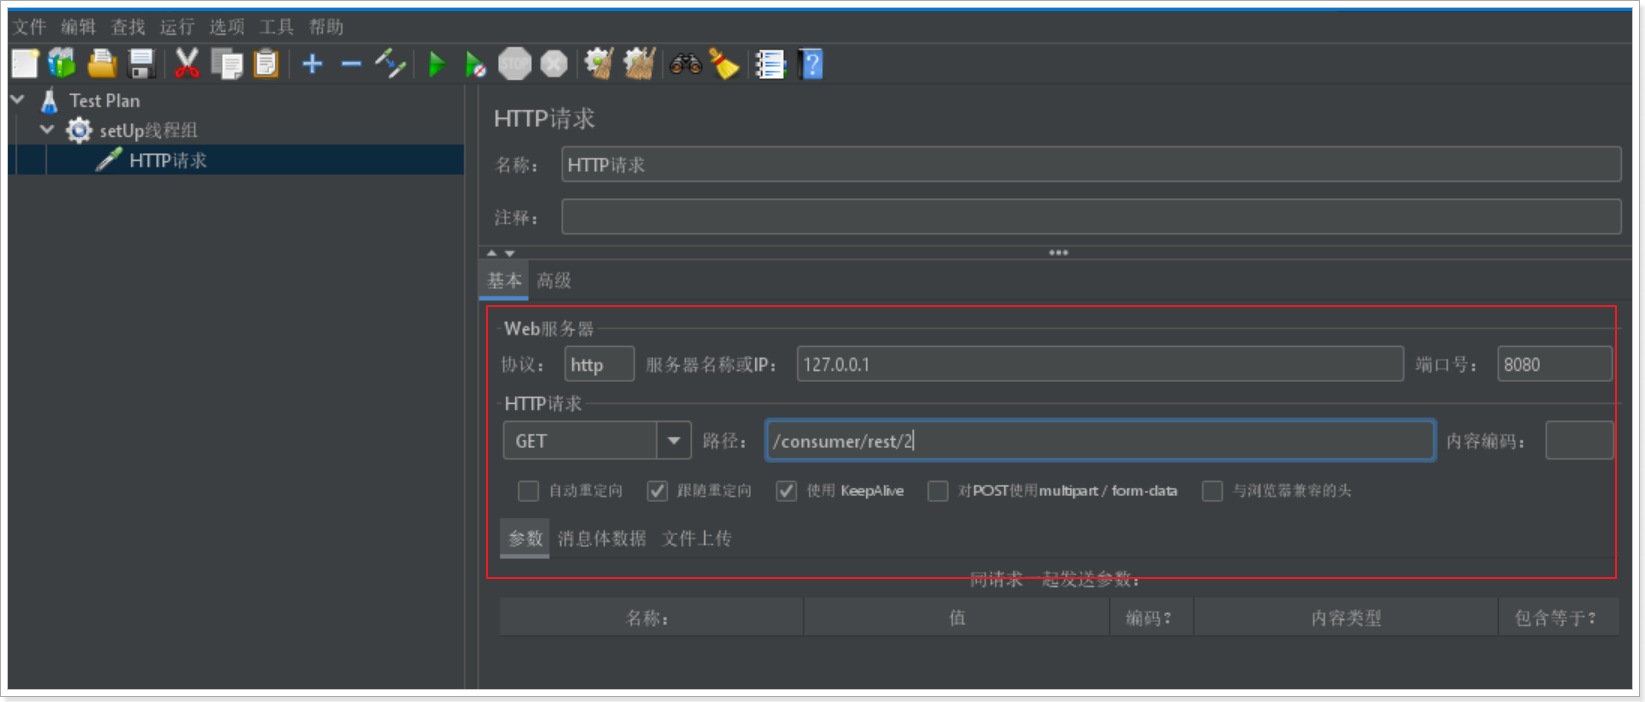 文件 编辑 查找 运行 选项 工具 帮助
STOP
Test Plan
setUp线程组
HTTP请求
HTTP请求
名称： HTTP请求
注释：
基本 高级
Web服务器
协议： http 服务器名称或IP： 127.0.0.1 端口号： 8080
HTTP请求
GET 路径： /consumer/rest/2 内容编码：
自动重定向 跟随重定向 使用 KeepAlive 对POST使用multipart / form-data 与浏览器兼容的头
参数 消息体数据 文件上传
同请求一起发送参数：
名称： 值 编码？ 内容类型 包含等于？